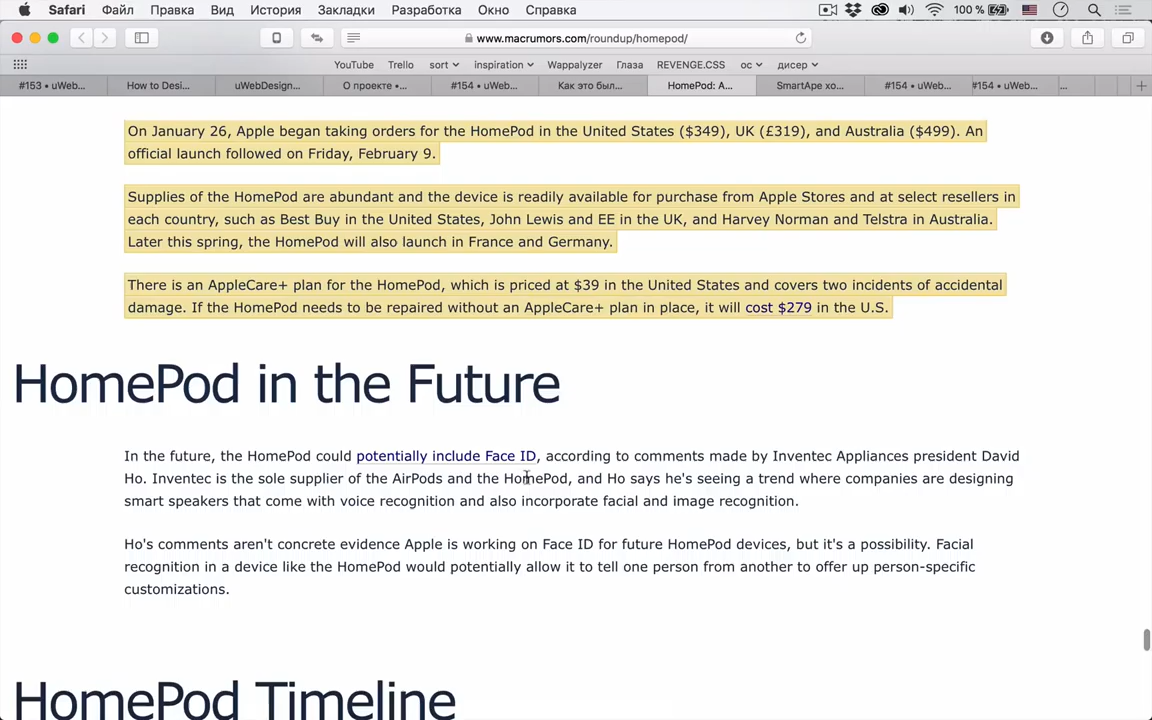 Safari Файл Правка Вид История Закладки Разработка Окно Справка 100 %
www.macrumors.com/roundup/homepod/
YouTube Trello sort inspiration Wappalyzer Глаза REVENGE.CSS ос дисер
#153 • uWeb... How to Desi... uWebDesign... О проекте •... #154 • uWeb... Как это был... HomePod: A... SmartApe хо... #154 • uWeb... #154 • uWeb... ...
On January 26, Apple began taking orders for the HomePod in the United States ($349), UK (£319), and Australia ($499). An
official launch followed on Friday, February 9.
Supplies of the HomePod are abundant and the device is readily available for purchase from Apple Stores and at select resellers in
each country, such as Best Buy in the United States, John Lewis and EE in the UK, and Harvey Norman and Telstra in Australia.
Later this spring, the HomePod will also launch in France and Germany.
There is an AppleCare+ plan for the HomePod, which is priced at $39 in the United States and covers two incidents of accidental
damage. If the HomePod needs to be repaired without an AppleCare+ plan in place, it will cost $279 in the U.S.
HomePod in the Future
In the future, the HomePod could potentially include Face ID, according to comments made by Inventec Appliances president David
Ho. Inventec is the sole supplier of the AirPods and the HomePod, and Ho says he's seeing a trend where companies are designing
smart speakers that come with voice recognition and also incorporate facial and image recognition.
Ho's comments aren't concrete evidence Apple is working on Face ID for future HomePod devices, but it's a possibility. Facial
recognition in a device like the HomePod would potentially allow it to tell one person from another to offer up person-specific
customizations.
HomePod Timeline